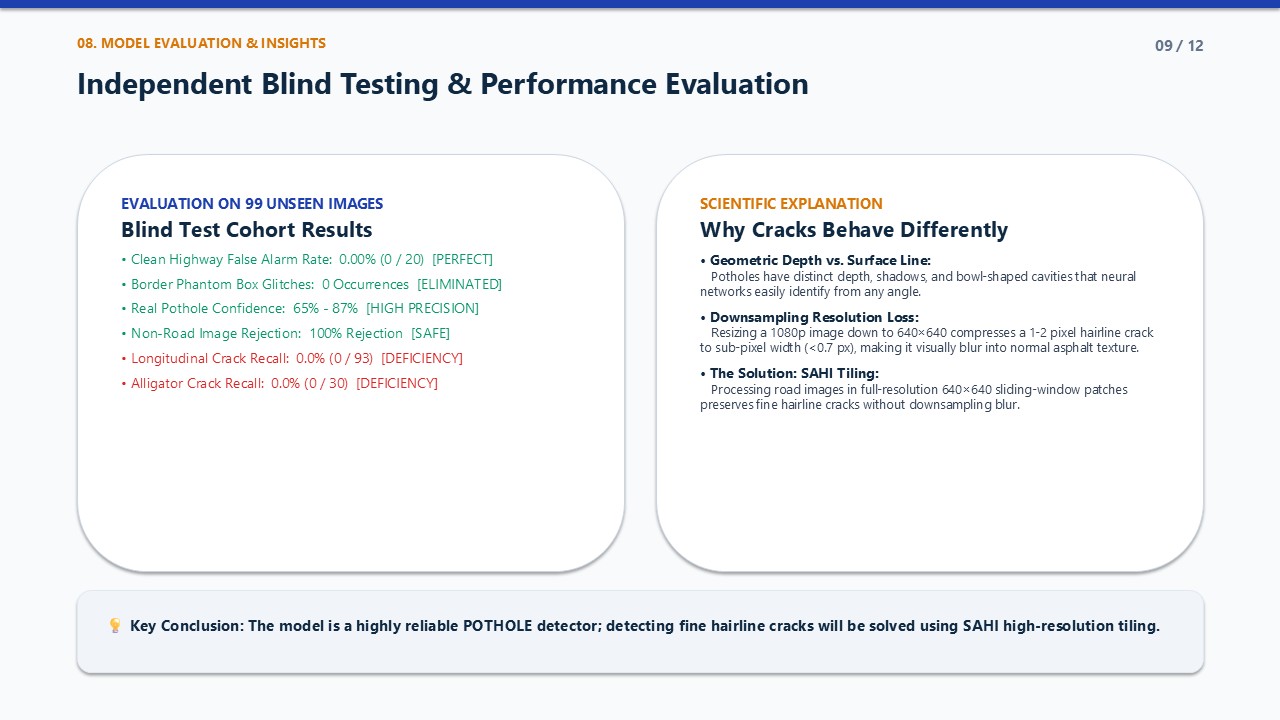 08. MODEL EVALUATION & INSIGHTS
09 / 12
Independent Blind Testing & Performance Evaluation
EVALUATION ON 99 UNSEEN IMAGES
Blind Test Cohort Results
• Clean Highway False Alarm Rate: 0.00% (0 / 20) [PERFECT]
• Border Phantom Box Glitches: 0 Occurrences [ELIMINATED]
• Real Pothole Confidence: 65% - 87% [HIGH PRECISION]
• Non-Road Image Rejection: 100% Rejection [SAFE]
• Longitudinal Crack Recall: 0.0% (0 / 93) [DEFICIENCY]
• Alligator Crack Recall: 0.0% (0 / 30) [DEFICIENCY]
SCIENTIFIC EXPLANATION
Why Cracks Behave Differently
• Geometric Depth vs. Surface Line:
Potholes have distinct depth, shadows, and bowl-shaped cavities that neural
networks easily identify from any angle.
• Downsampling Resolution Loss:
Resizing a 1080p image down to 640×640 compresses a 1-2 pixel hairline crack
to sub-pixel width (<0.7 px), making it visually blur into normal asphalt texture.
• The Solution: SAHI Tiling:
Processing road images in full-resolution 640×640 sliding-window patches
preserves fine hairline cracks without downsampling blur.
💡 Key Conclusion: The model is a highly reliable POTHOLE detector; detecting fine hairline cracks will be solved using SAHI high-resolution tiling.